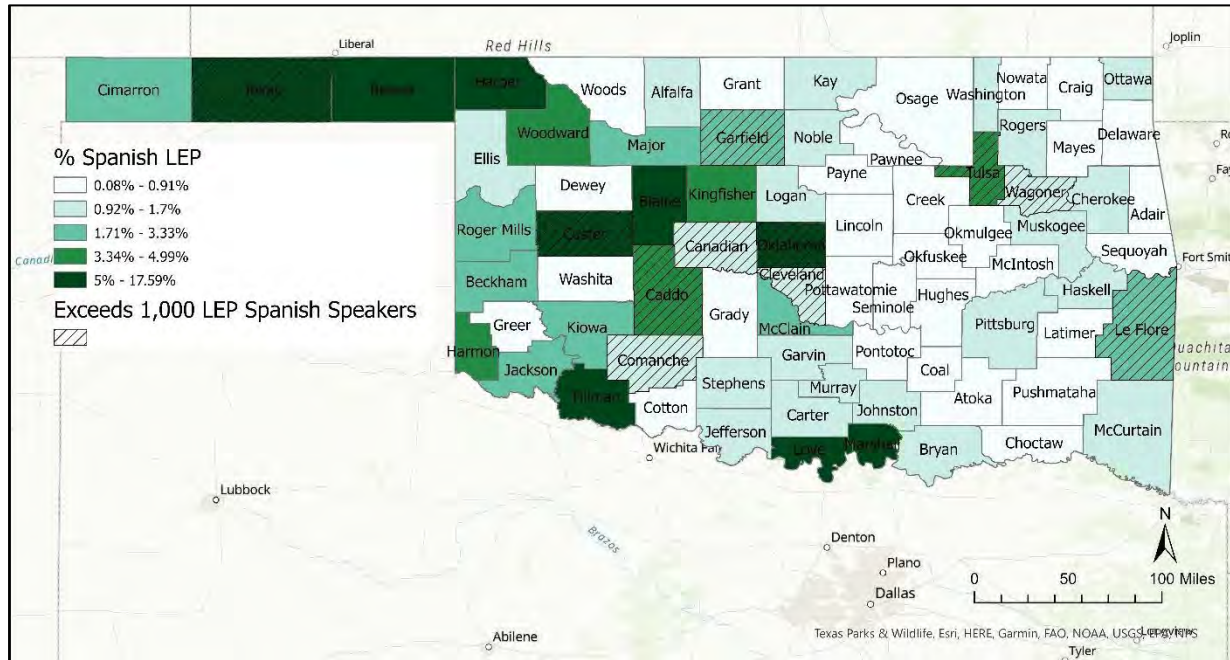 Liberal
Red Hills
Joplin
Cimarron
Texas
Beaver
Harper
Woods
Alfalfa
Grant
Kay
Osage
Washington
Nowata
Craig
Ottawa
Woodward
Rogers
Delaware
Ellis
Major
Garfield
Noble
Mayes
Pawnee
Tulsa
% Spanish LEP
0.08% - 0.91%
0.92% - 1.7%
1.71% - 3.33%
3.34% - 4.99%
5% - 17.59%
Exceeds 1,000 LEP Spanish Speakers
Dewey
Blaine
Kingfisher
Logan
Payne
Creek
Wagoner
Cherokee
Adair
Roger Mills
Custer
Canadian
Oklahoma
Lincoln
Okmulgee
Muskogee
Sequoyah
Fort Smith
Beckham
Washita
Caddo
Cleveland
Pottawatomie
Seminole
Okfuskee
McIntosh
Hughes
Haskell
Greer
Kiowa
Grady
McClain
Pittsburg
Latimer
Le Flore
Harmon
Jackson
Comanche
Garvin
Pontotoc
Coal
Tillman
Cotton
Stephens
Murray
Johnston
Atoka
Pushmataha
Jefferson
Carter
Love
Marshall
Bryan
Choctaw
McCurtain
Lubbock
Brazos
Denton
Plano
Dallas
Abilene
Tyler
N
0 50 100 Miles
Texas Parks & Wildlife, Esri, HERE, Garmin, FAO, NOAA, USGS, EPA, NPS